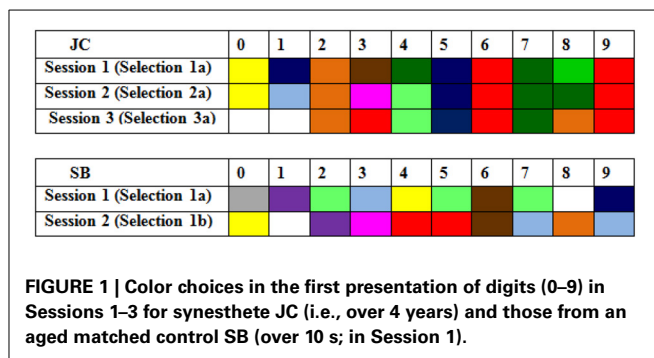 JC 0 1 2 3 4 5 6 7 8 9
Session 1 (Selection 1a)
Session 2 (Selection 2a)
Session 3 (Selection 3a)
SB 0 1 2 3 4 5 6 7 8 9
Session 1 (Selection 1a)
Session 2 (Selection 1b)
FIGURE 1 | Color choices in the first presentation of digits (0–9) in
Sessions 1–3 for synesthete JC (i.e., over 4 years) and those from an
aged matched control SB (over 10 s; in Session 1).